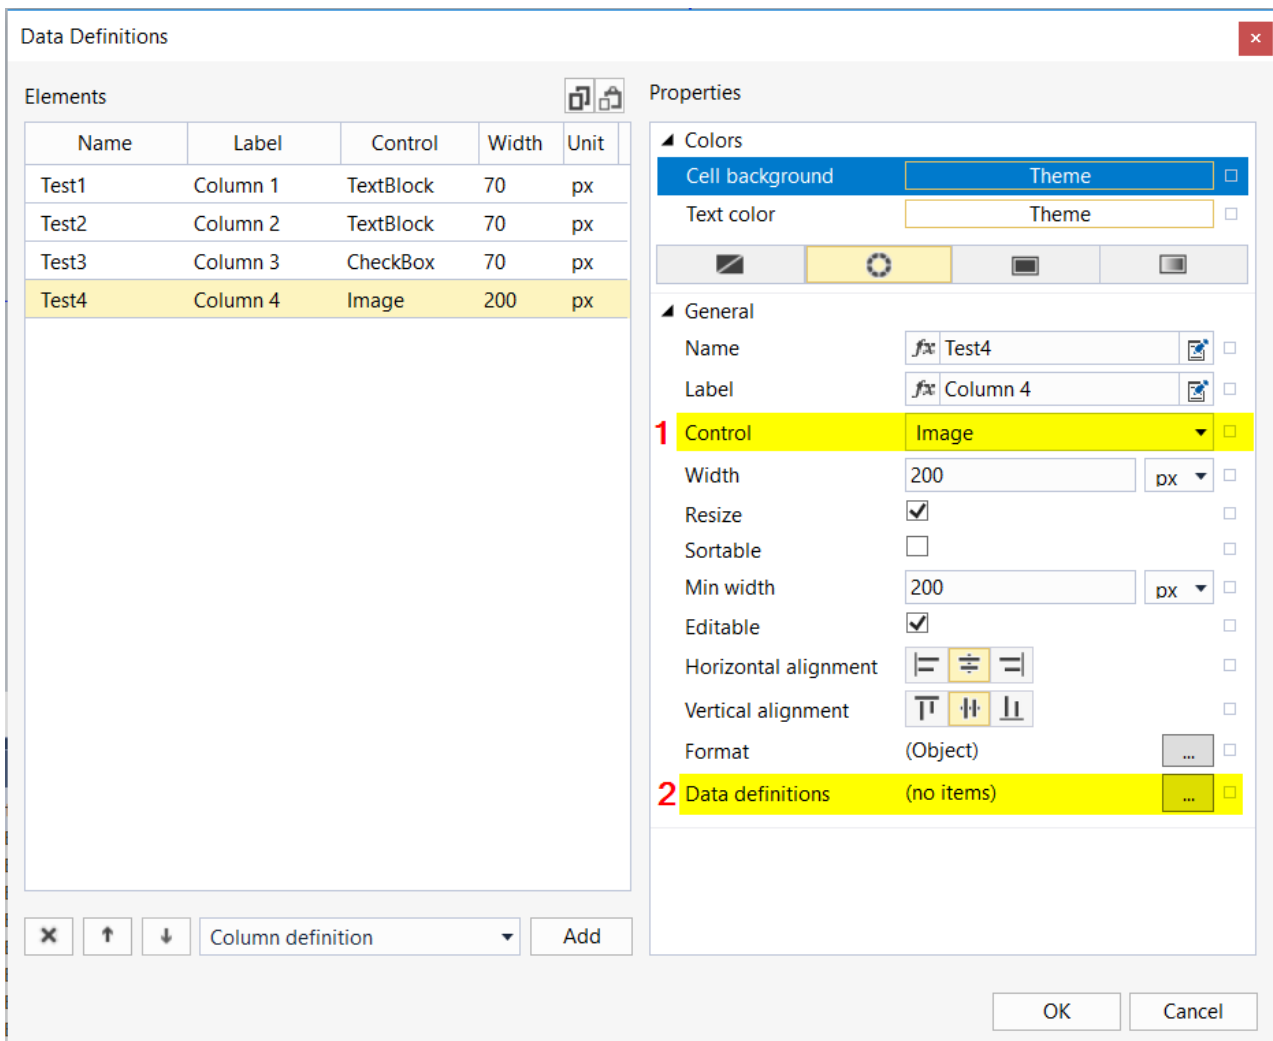 Data Definitions
Elements
Name Label Control Width Unit
Test1 Column 1 TextBlock 70 px
Test2 Column 2 TextBlock 70 px
Test3 Column 3 CheckBox 70 px
Test4 Column 4 Image 200 px
Column definition Add
Properties
Colors
Cell background Theme
Text color Theme
General
Name fx Test4
Label fx Column 4
1 Control Image
Width 200 px
Resize
Sortable
Min width 200 px
Editable
Horizontal alignment
Vertical alignment
Format (Object) ...
2 Data definitions (no items) ...
OK Cancel